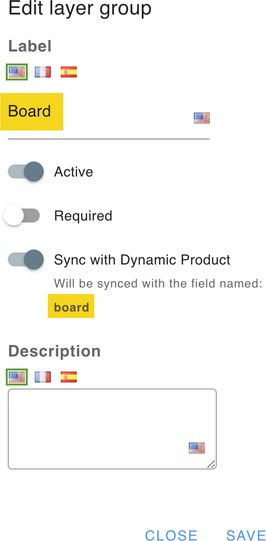 Edit layer group
Label
Board
Active
Required
Sync with Dynamic Product
Will be synced with the field named:
board
Description
CLOSE SAVE